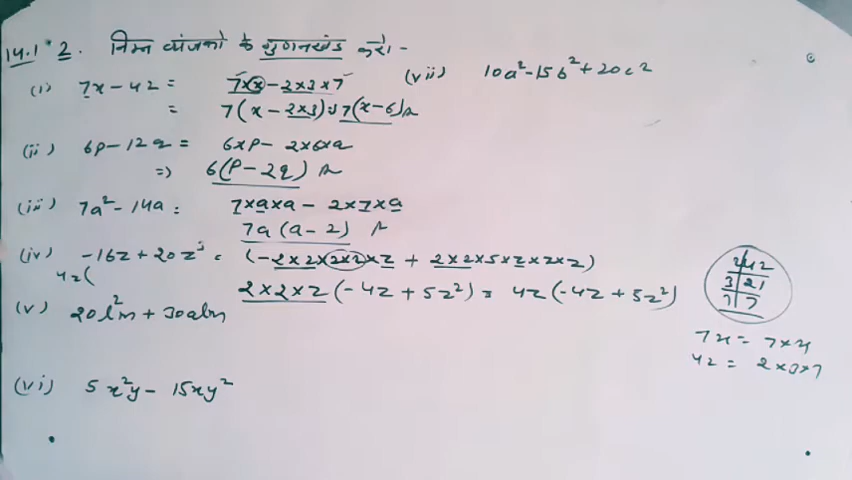 14.1 2. निम्न व्यंजकों के गुणनखंड करो -
(i) 7x - 42 = 7×x - 2×3×7
= 7(x - 2×3) = 7(x - 6)
(ii) 6p - 12q = 6×p - 2×6×q
=> 6(p - 2q)
(iii) 7a² - 14a = 7×a×a - 2×7×a
7a(a - 2)
(iv) -16z + 20z³ = (-2×2×2×2×z + 2×2×5×z×z×z)
4z(
2×2×z(-4z + 5z²) = 4z(-4z + 5z²)
(v) 20l²m + 30alm
(vi) 5x²y - 15xy²
(vii) 10a² - 15b² + 20c²
2 42
3 21
7 7
7x = 7×x
42 = 2×3×7